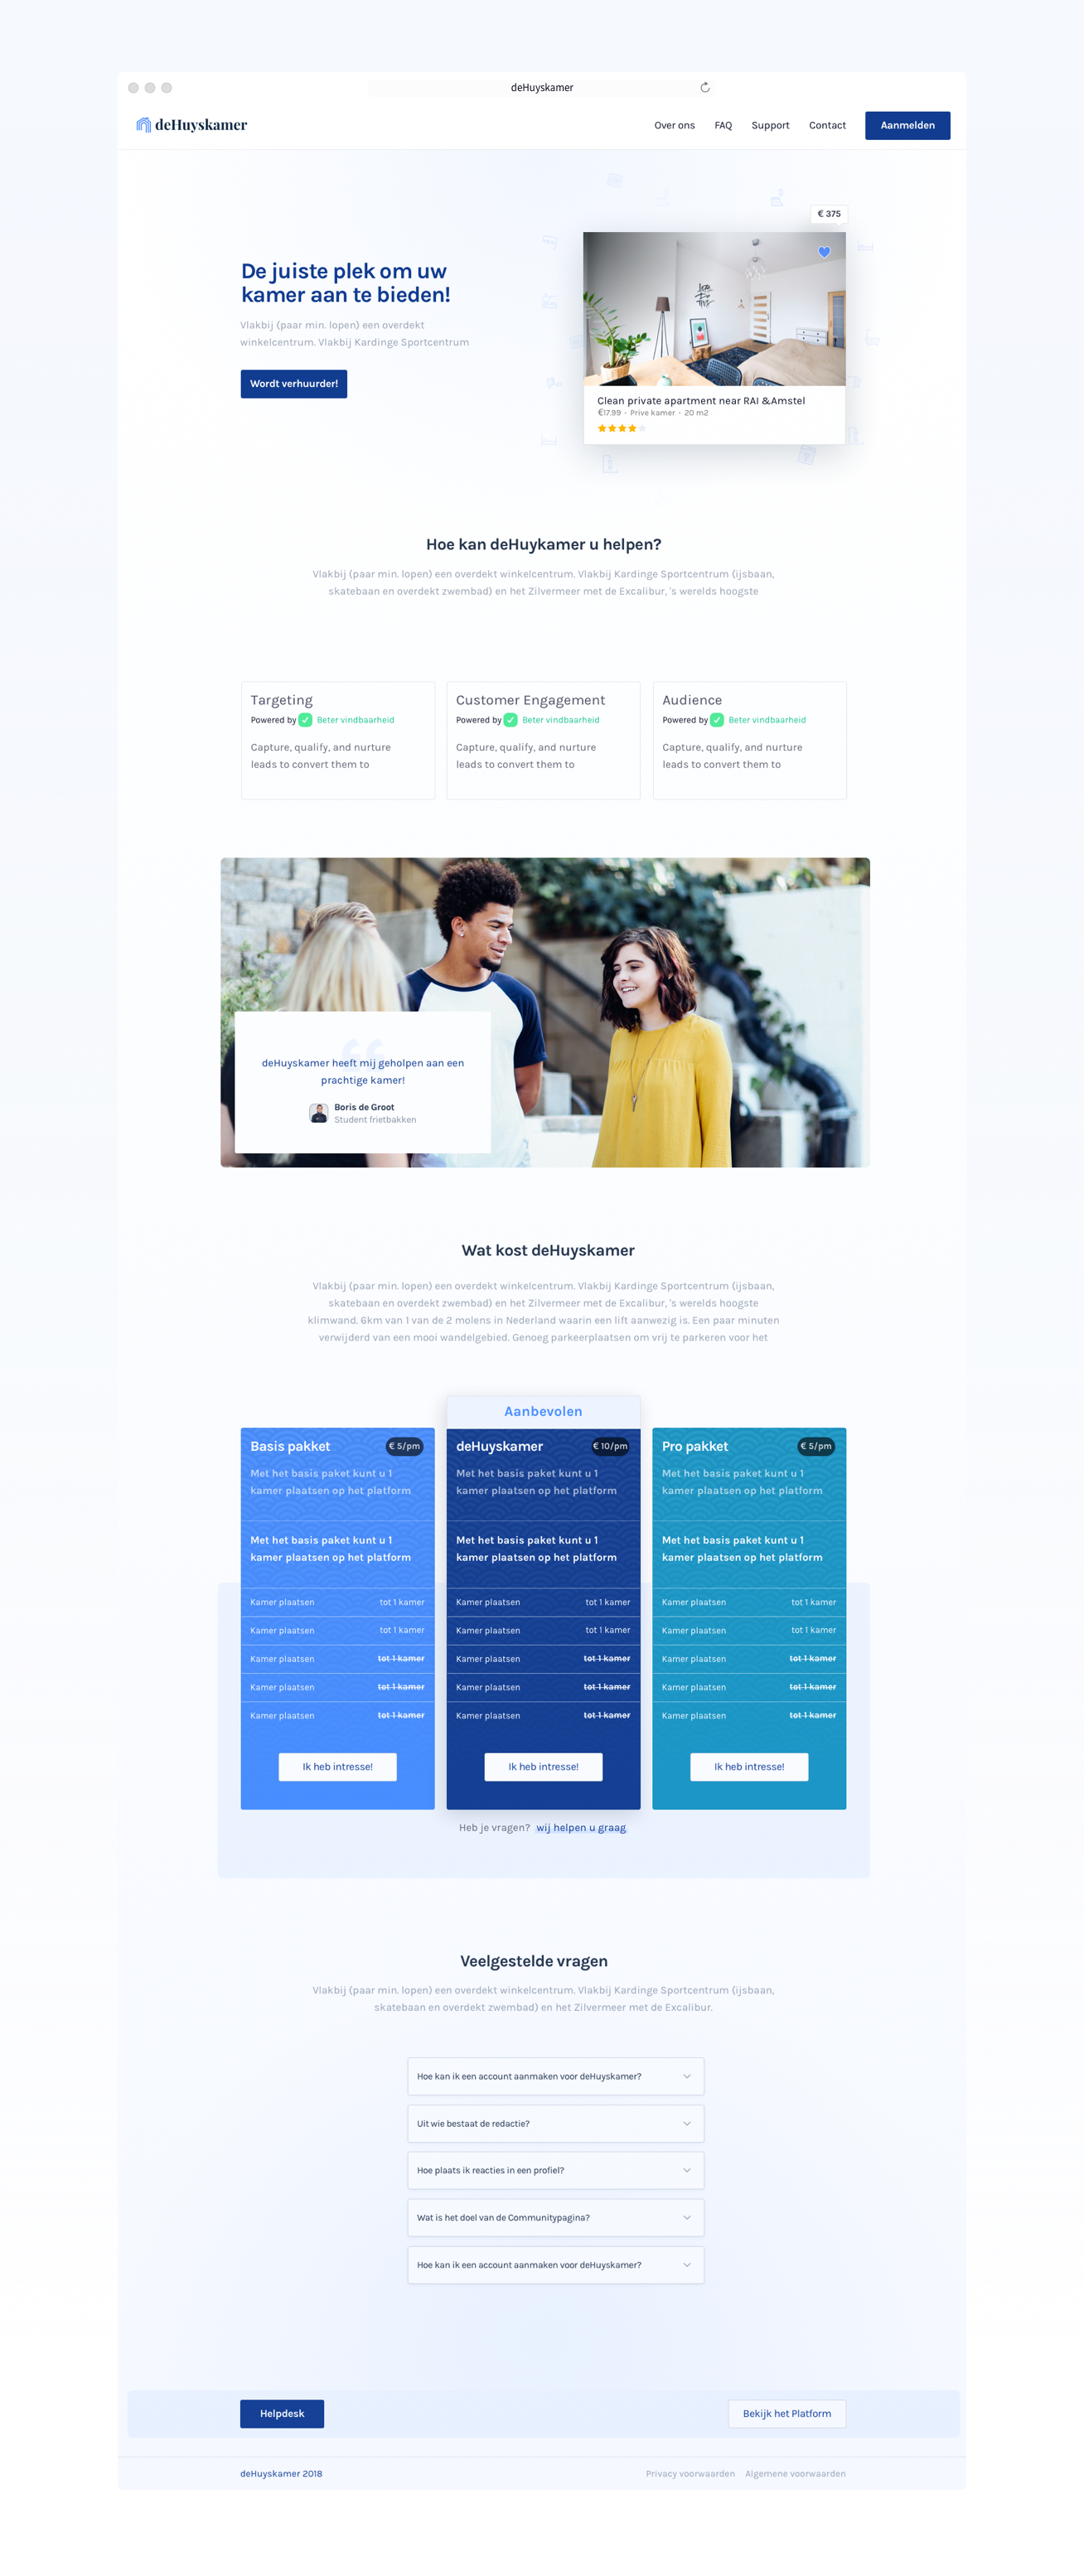 deHuyskamer
deHuyskamer
Over ons
FAQ
Support
Contact
Aanmelden
€ 375
De juiste plek om uw
kamer aan te bieden!
Vlakbij (paar min. lopen) een overdekt
winkelcentrum. Vlakbij Kardinge Sportcentrum
Wordt verhuurder!
Clean private apartment near RAI &Amstel
€17.99 · Prive kamer · 20 m2
Hoe kan deHuykamer u helpen?
Vlakbij (paar min. lopen) een overdekt winkelcentrum. Vlakbij Kardinge Sportcentrum (ijsbaan,
skatebaan en overdekt zwembad) en het Zilvermeer met de Excalibur, 's werelds hoogste
Targeting
Powered by Beter vindbaarheid
Capture, qualify, and nurture
leads to convert them to
Customer Engagement
Powered by Beter vindbaarheid
Capture, qualify, and nurture
leads to convert them to
Audience
Powered by Beter vindbaarheid
Capture, qualify, and nurture
leads to convert them to
deHuyskamer heeft mij geholpen aan een
prachtige kamer!
Boris de Groot
Student frietbakken
Wat kost deHuyskamer
Vlakbij (paar min. lopen) een overdekt winkelcentrum. Vlakbij Kardinge Sportcentrum (ijsbaan,
skatebaan en overdekt zwembad) en het Zilvermeer met de Excalibur, 's werelds hoogste
klimwand. 6km van 1 van de 2 molens in Nederland waarin een lift aanwezig is. Een paar minuten
verwijderd van een mooi wandelgebied. Genoeg parkeerplaatsen om vrij te parkeren voor het
Basis pakket
€ 5/pm
Met het basis paket kunt u 1
kamer plaatsen op het platform
Met het basis paket kunt u 1
kamer plaatsen op het platform
Kamer plaatsen tot 1 kamer
Kamer plaatsen tot 1 kamer
Kamer plaatsen tot 1 kamer
Kamer plaatsen tot 1 kamer
Kamer plaatsen tot 1 kamer
Ik heb intresse!
Aanbevolen
deHuyskamer
€ 10/pm
Met het basis paket kunt u 1
kamer plaatsen op het platform
Met het basis paket kunt u 1
kamer plaatsen op het platform
Kamer plaatsen tot 1 kamer
Kamer plaatsen tot 1 kamer
Kamer plaatsen tot 1 kamer
Kamer plaatsen tot 1 kamer
Kamer plaatsen tot 1 kamer
Ik heb intresse!
Pro pakket
€ 5/pm
Met het basis paket kunt u 1
kamer plaatsen op het platform
Met het basis paket kunt u 1
kamer plaatsen op het platform
Kamer plaatsen tot 1 kamer
Kamer plaatsen tot 1 kamer
Kamer plaatsen tot 1 kamer
Kamer plaatsen tot 1 kamer
Kamer plaatsen tot 1 kamer
Ik heb intresse!
Heb je vragen? wij helpen u graag
Veelgestelde vragen
Vlakbij (paar min. lopen) een overdekt winkelcentrum. Vlakbij Kardinge Sportcentrum (ijsbaan,
skatebaan en overdekt zwembad) en het Zilvermeer met de Excalibur.
Hoe kan ik een account aanmaken voor deHuyskamer?
Uit wie bestaat de redactie?
Hoe plaats ik reacties in een profiel?
Wat is het doel van de Communitypagina?
Hoe kan ik een account aanmaken voor deHuyskamer?
Helpdesk
Bekijk het Platform
deHuyskamer 2018
Privacy voorwaarden
Algemene voorwaarden